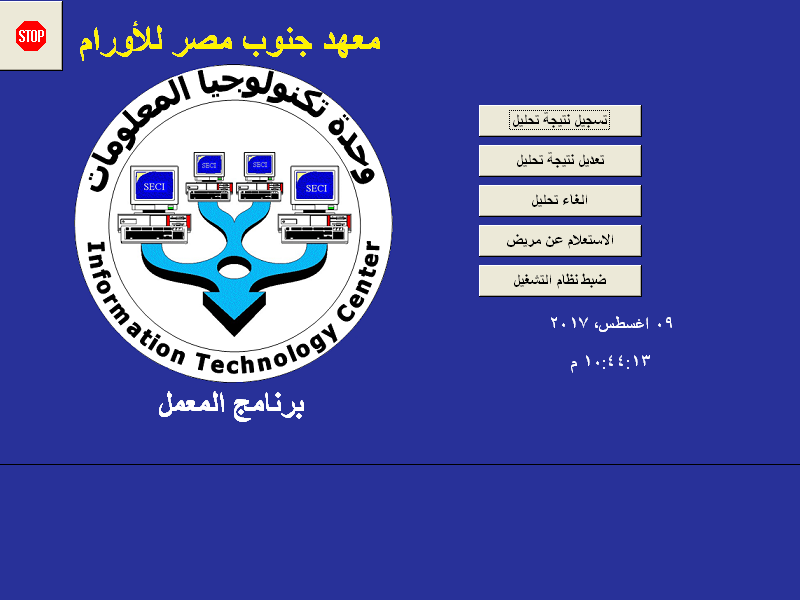 STOP
معهد جنوب مصر للأورام
وحدة تكنولوجيا المعلومات
SECI
SECI
SECI
SECI
Information Technology Center
برنامج المعمل
تسجيل نتيجة تحليل
تعديل نتيجة تحليل
الغاء تحليل
الاستعلام عن مريض
ضبط نظام التشغيل
٠٩ اغسطس، ٢٠١٧
١٠:٤٤:١٣ م